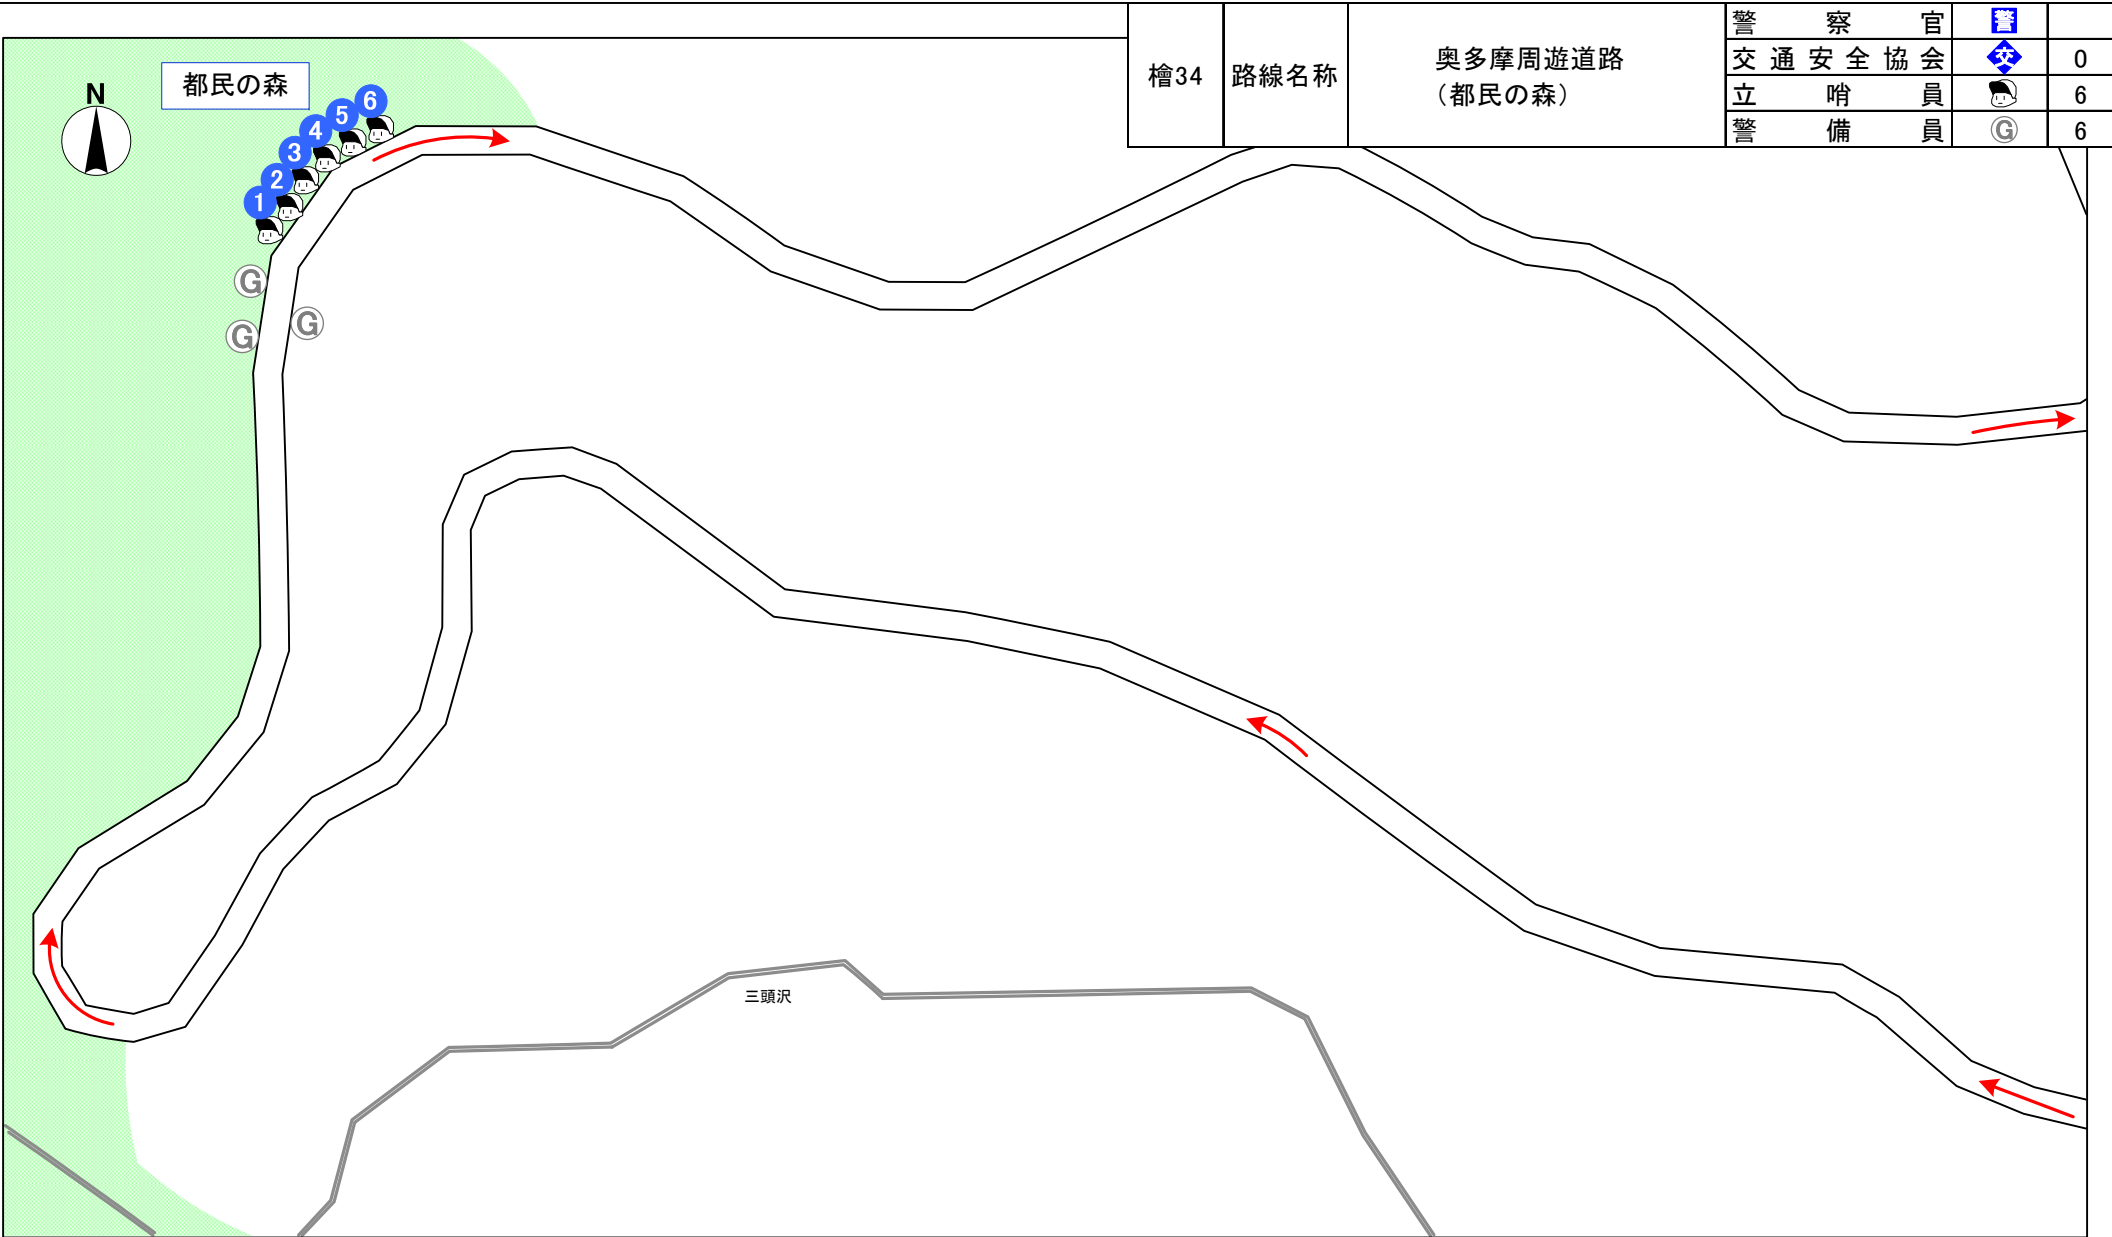 檜34
路線名称
奥多摩周遊道路
（都民の森）
警察官 警
交通安全協会 交 0
立哨員 6
警備員 G 6
N
都民の森
6
5
4
3
2
1
G
G
G
三頭沢